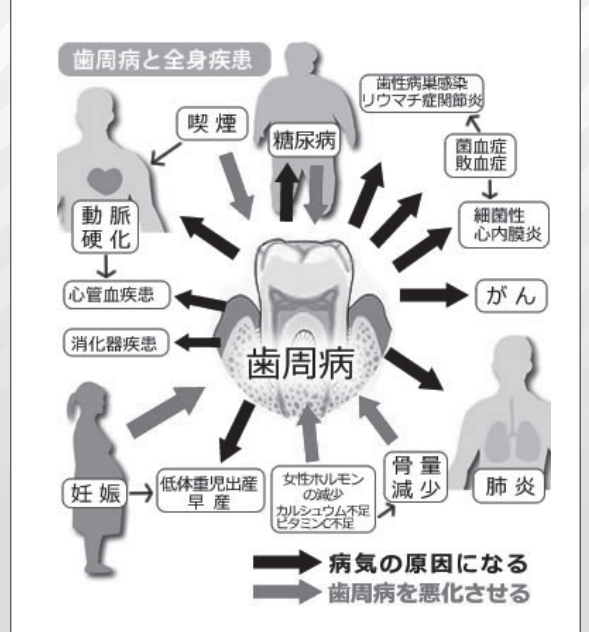 歯周病と全身疾患
歯性病巣感染
リウマチ症関節炎
喫煙
糖尿病
菌血症
敗血症
動脈
硬化
細菌性
心内膜炎
心管血疾患
がん
消化器疾患
歯周病
妊娠
低体重児出産
早産
女性ホルモン
の減少
カルシュウム不足
ビタミンC不足
骨量
減少
肺炎
病気の原因になる
歯周病を悪化させる